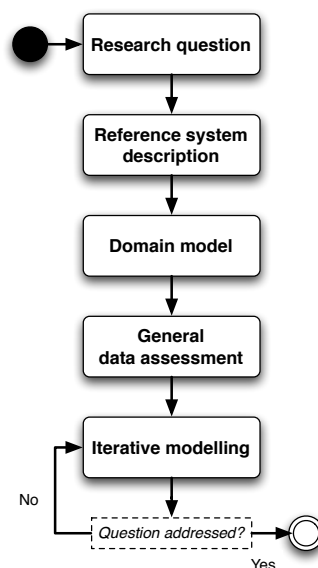 Research question
Reference system
description
Domain model
General
data assessment
Iterative modelling
No
Question addressed?
Yes